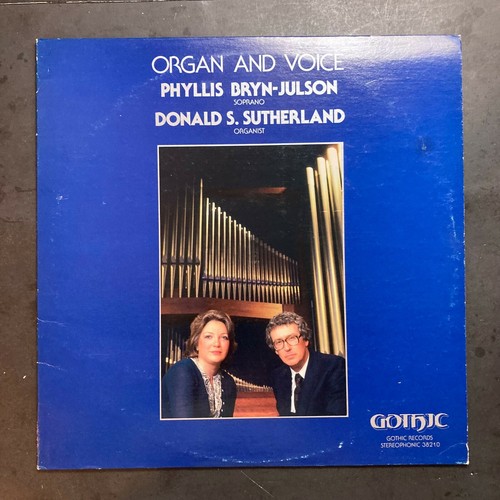 ORGAN AND VOICE
PHYLLIS BRYN-JULSON
SOPRANO
DONALD S. SUTHERLAND
ORGANIST
GOTHIC
GOTHIC RECORDS
STEREOPHONIC 38210